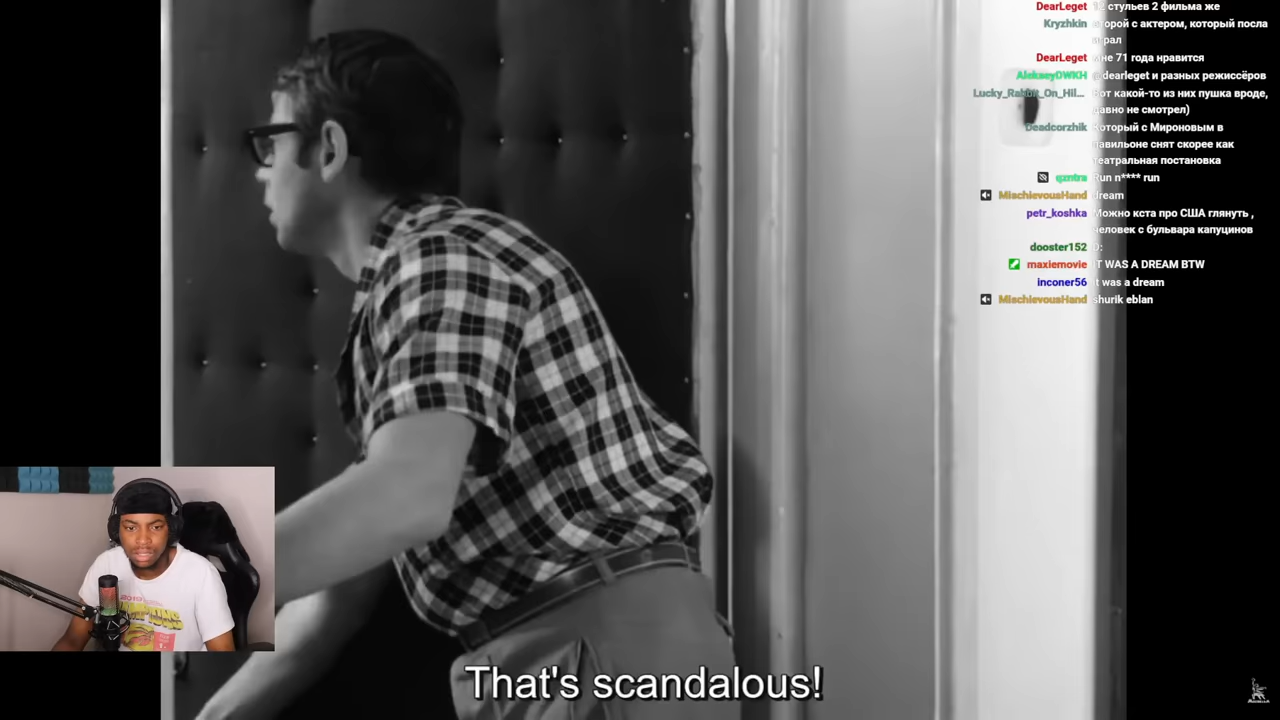 DearLeget 12 стульев 2 фильма же
Kryzhkin второй с актером, который посла
играл
DearLeget мне 71 года нравится
AlekseyDWKH @dearleget и разных режиссёров
Lucky_Rabbit_On_Hil... Вот какой-то из них пушка вроде,
давно не смотрел)
Deadcorzhik который с Мироновым в
павильоне снят скорее как
театральная постановка
Run n**** run
MischievousHand dream
petr_koshka Можно кста про США глянуть ,
человек с бульвара капуцинов
dooster152 D:
maxiemovie IT WAS A DREAM BTW
inconer56 it was a dream
MischievousHand shurik eblan
That's scandalous!